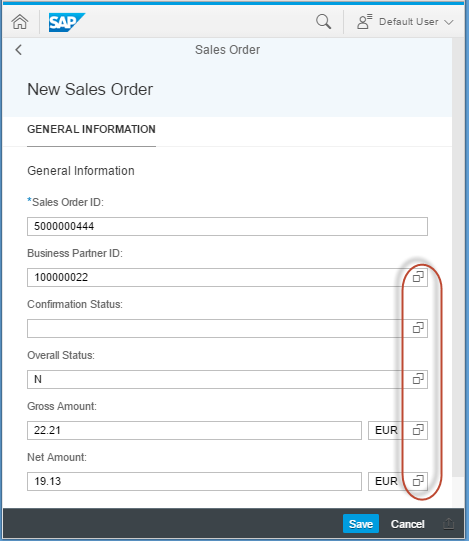 SAP
Default User
Sales Order
New Sales Order
GENERAL INFORMATION
General Information
*Sales Order ID:
5000000444
Business Partner ID:
100000022
Confirmation Status:
Overall Status:
N
Gross Amount:
22.21 EUR
Net Amount:
19.13 EUR
Save Cancel